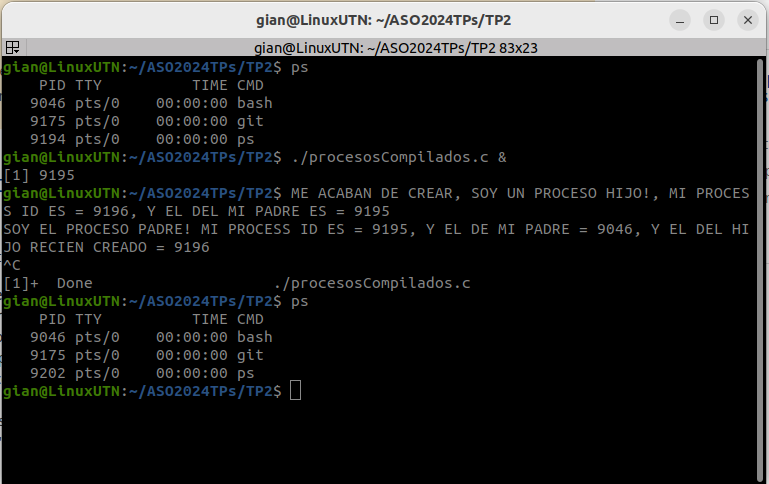 gian@LinuxUTN: ~/ASO2024TPs/TP2
gian@LinuxUTN: ~/ASO2024TPs/TP2 83x23
gian@LinuxUTN:~/ASO2024TPs/TP2$ ps
    PID TTY          TIME CMD
   9046 pts/0    00:00:00 bash
   9175 pts/0    00:00:00 git
   9194 pts/0    00:00:00 ps
gian@LinuxUTN:~/ASO2024TPs/TP2$ ./procesosCompilados.c &
[1] 9195
gian@LinuxUTN:~/ASO2024TPs/TP2$ ME ACABAN DE CREAR, SOY UN PROCESO HIJO!, MI PROCES
S ID ES = 9196, Y EL DEL MI PADRE ES = 9195
SOY EL PROCESO PADRE! MI PROCESS ID ES = 9195, Y EL DE MI PADRE = 9046, Y EL DEL HI
JO RECIEN CREADO = 9196
^C
[1]+  Done                    ./procesosCompilados.c
gian@LinuxUTN:~/ASO2024TPs/TP2$ ps
    PID TTY          TIME CMD
   9046 pts/0    00:00:00 bash
   9175 pts/0    00:00:00 git
   9202 pts/0    00:00:00 ps
gian@LinuxUTN:~/ASO2024TPs/TP2$